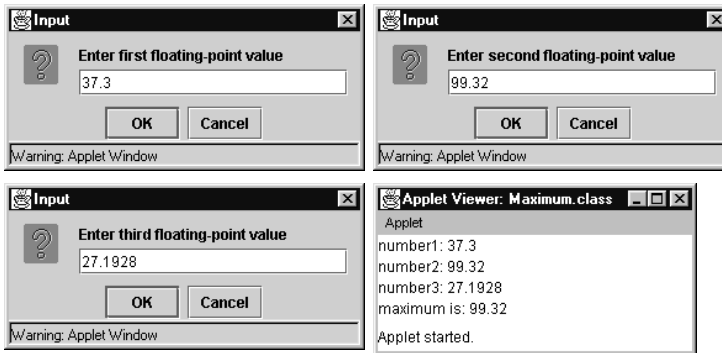 Input
Enter first floating-point value
37.3
OK Cancel
Warning: Applet Window
Input
Enter second floating-point value
99.32
OK Cancel
Warning: Applet Window
Input
Enter third floating-point value
27.1928
OK Cancel
Warning: Applet Window
Applet Viewer: Maximum.class
Applet
number1: 37.3
number2: 99.32
number3: 27.1928
maximum is: 99.32
Applet started.